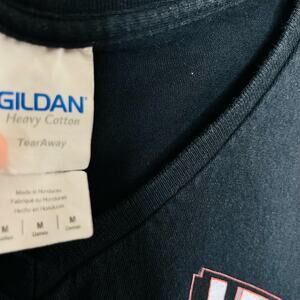 GILDAN
Heavy Cotton
TearAway
Made in Honduras
Fabriqué au Honduras
Hecho en Honduras
M M M